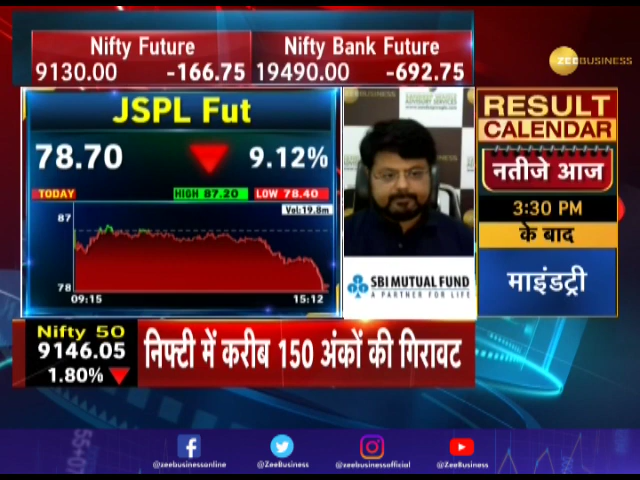 Nifty Future
9130.00 -166.75
Nifty Bank Future
19490.00 -692.75
ZEEBUSINESS
JSPL Fut
78.70 9.12%
TODAY HIGH 87.20 LOW 78.40
Vol:19.8m
87
78
09:15 15:12
SBI MUTUAL FUND
A PARTNER FOR LIFE
RESULT
CALENDAR
नतीजे आज
3:30 PM
के बाद
माइंडट्री
Nifty 50
9146.05
1.80%
निफ्टी में करीब 150 अंकों की गिरावट
@zeebusinessonline
@ZeeBusiness
@zeebusinessofficial
@ZeeBusiness